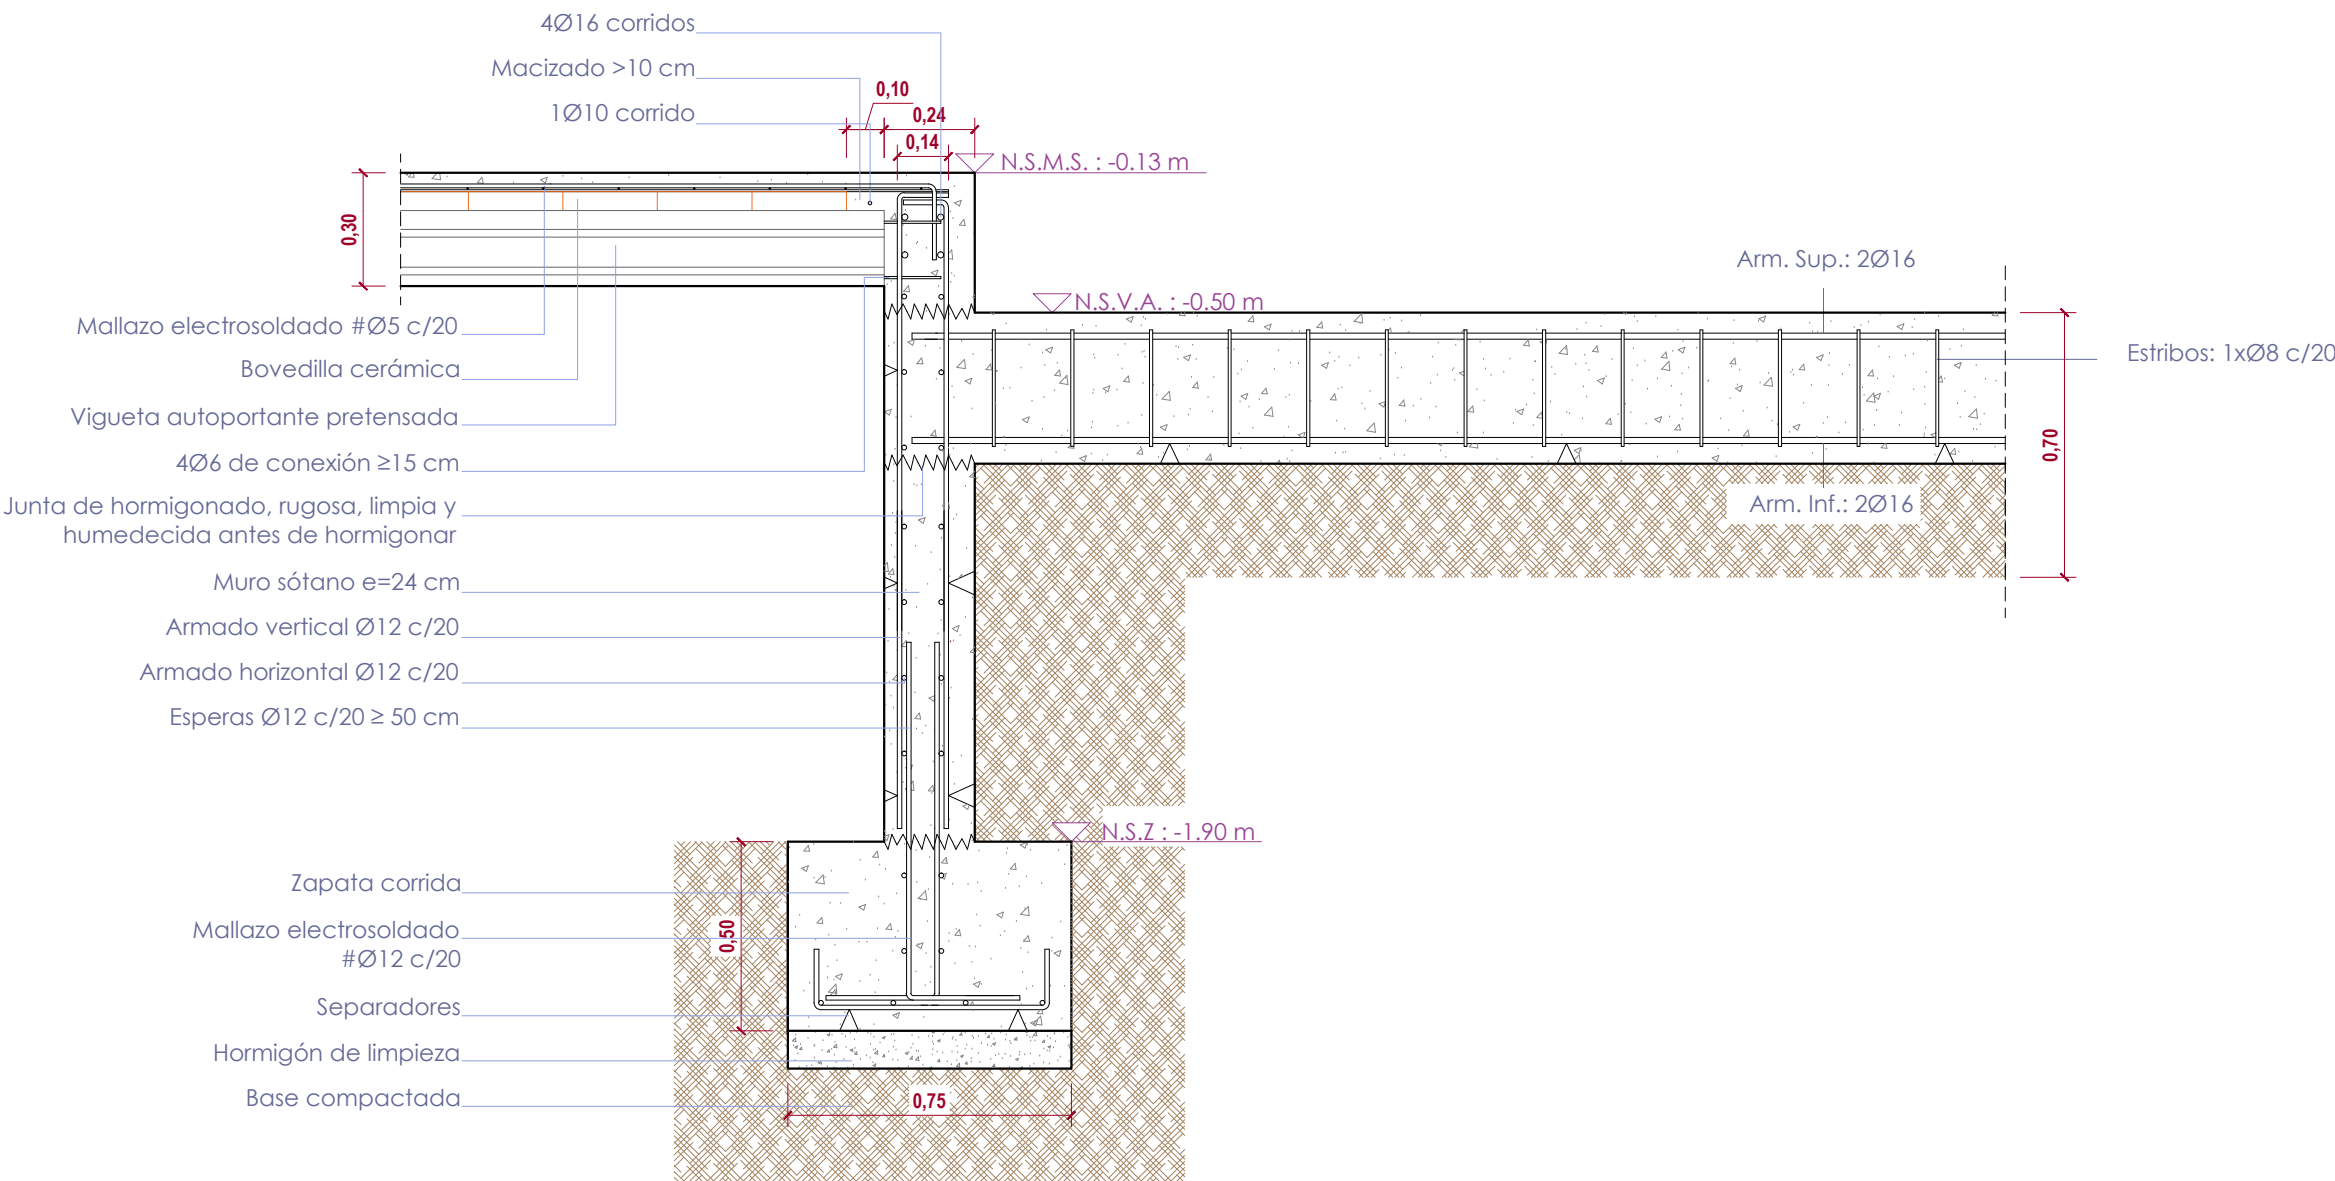 4Ø16 corridos
Macizado >10 cm
1Ø10 corrido
0,10
0,24
0,14
N.S.M.S. : -0.13 m
0,30
Arm. Sup.: 2Ø16
N.S.V.A. : -0.50 m
Mallazo electrosoldado #Ø5 c/20
Estribos: 1xØ8 c/20
Bovedilla cerámica
Vigueta autoportante pretensada
0,70
4Ø6 de conexión ≥15 cm
Junta de hormigonado, rugosa, limpia y
humedecida antes de hormigonar
Arm. Inf.: 2Ø16
Muro sótano e=24 cm
Armado vertical Ø12 c/20
Armado horizontal Ø12 c/20
Esperas Ø12 c/20 ≥ 50 cm
N.S.Z : -1.90 m
Zapata corrida
0,50
Mallazo electrosoldado
#Ø12 c/20
Separadores
Hormigón de limpieza
Base compactada
0,75